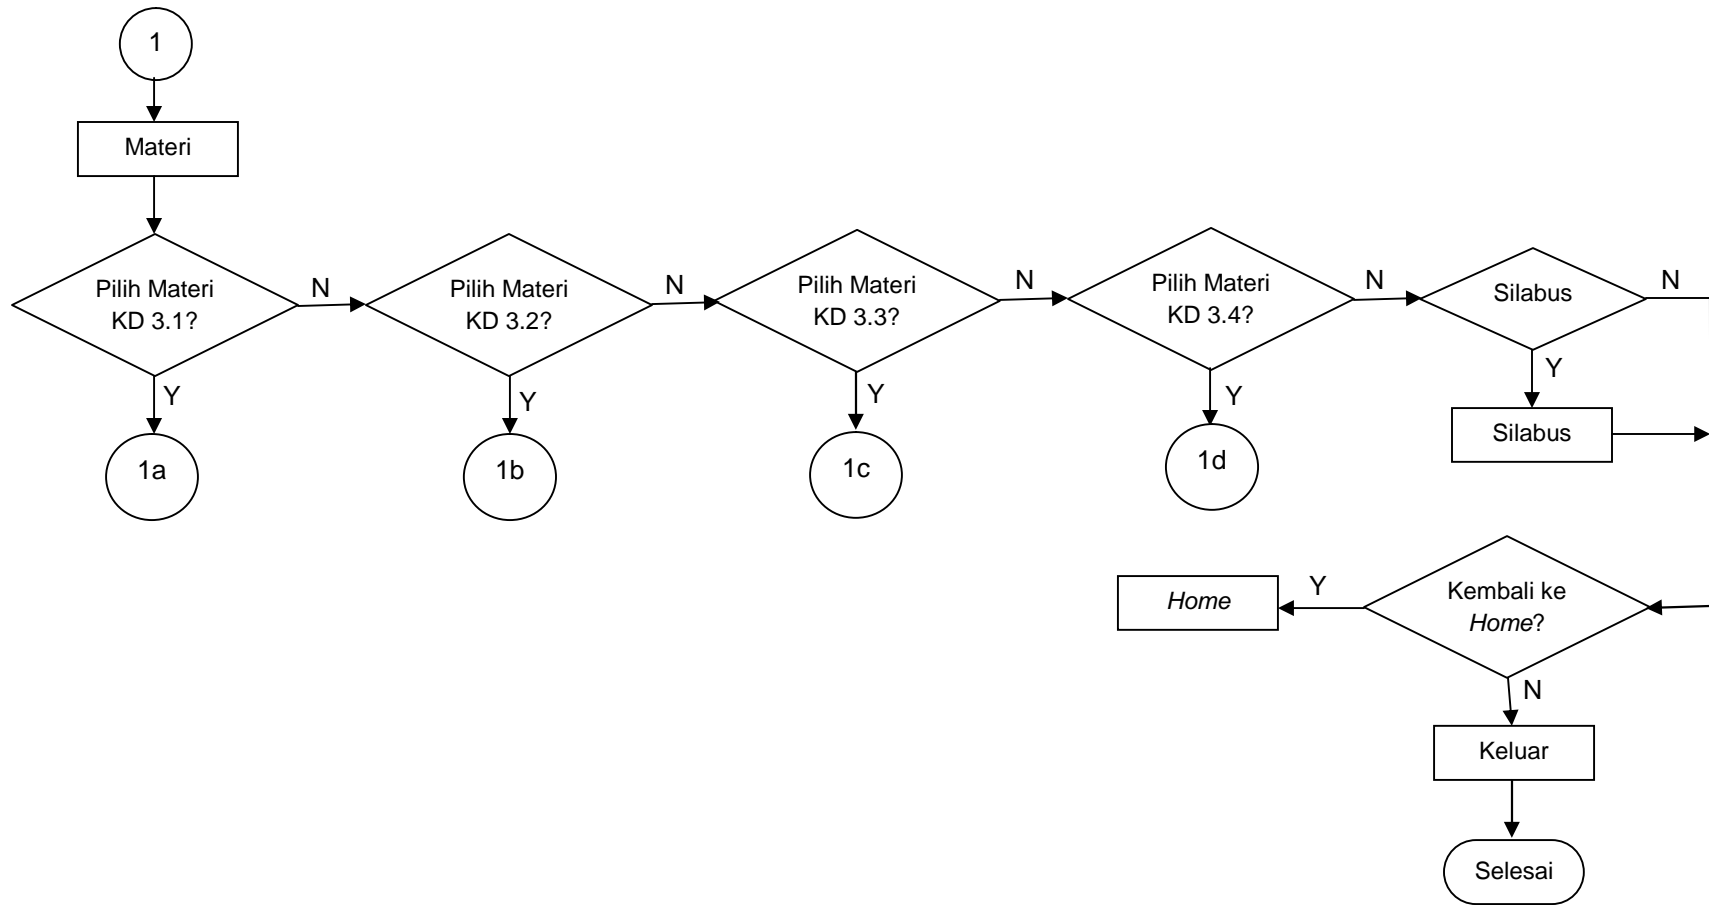 1
Materi
Pilih Materi
KD 3.1?
N
Pilih Materi
KD 3.2?
N
Pilih Materi
KD 3.3?
N
Pilih Materi
KD 3.4?
N
Silabus
N
Y
Y
Y
Y
Y
1a
1b
1c
1d
Silabus
Home
Y
Kembali ke
Home?
N
Keluar
Selesai